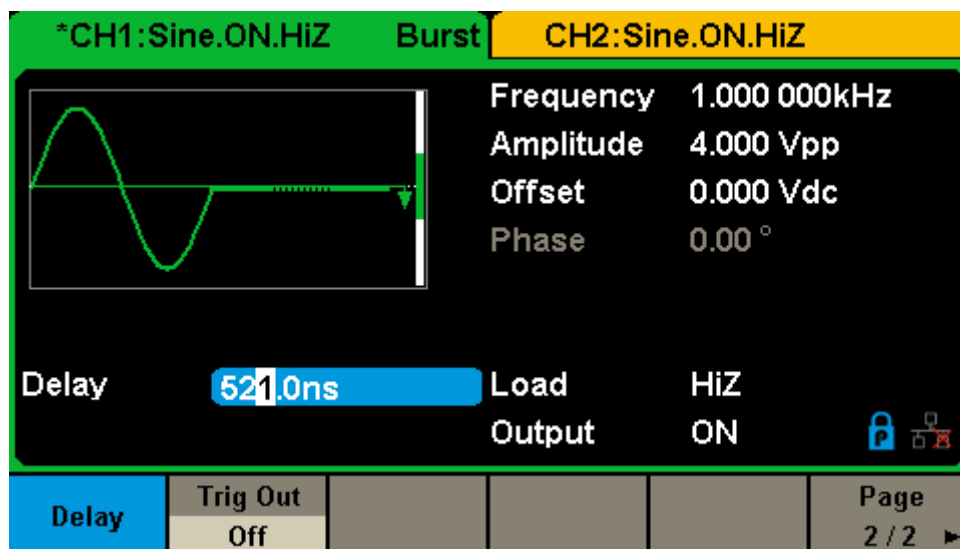 *CH1:Sine.ON.HiZ Burst CH2:Sine.ON.HiZ
Frequency 1.000 000kHz
Amplitude 4.000 Vpp
Offset 0.000 Vdc
Phase 0.00 °
Delay 521.0ns Load HiZ
Output ON P
Delay Trig Out Off Page 2 / 2 ►